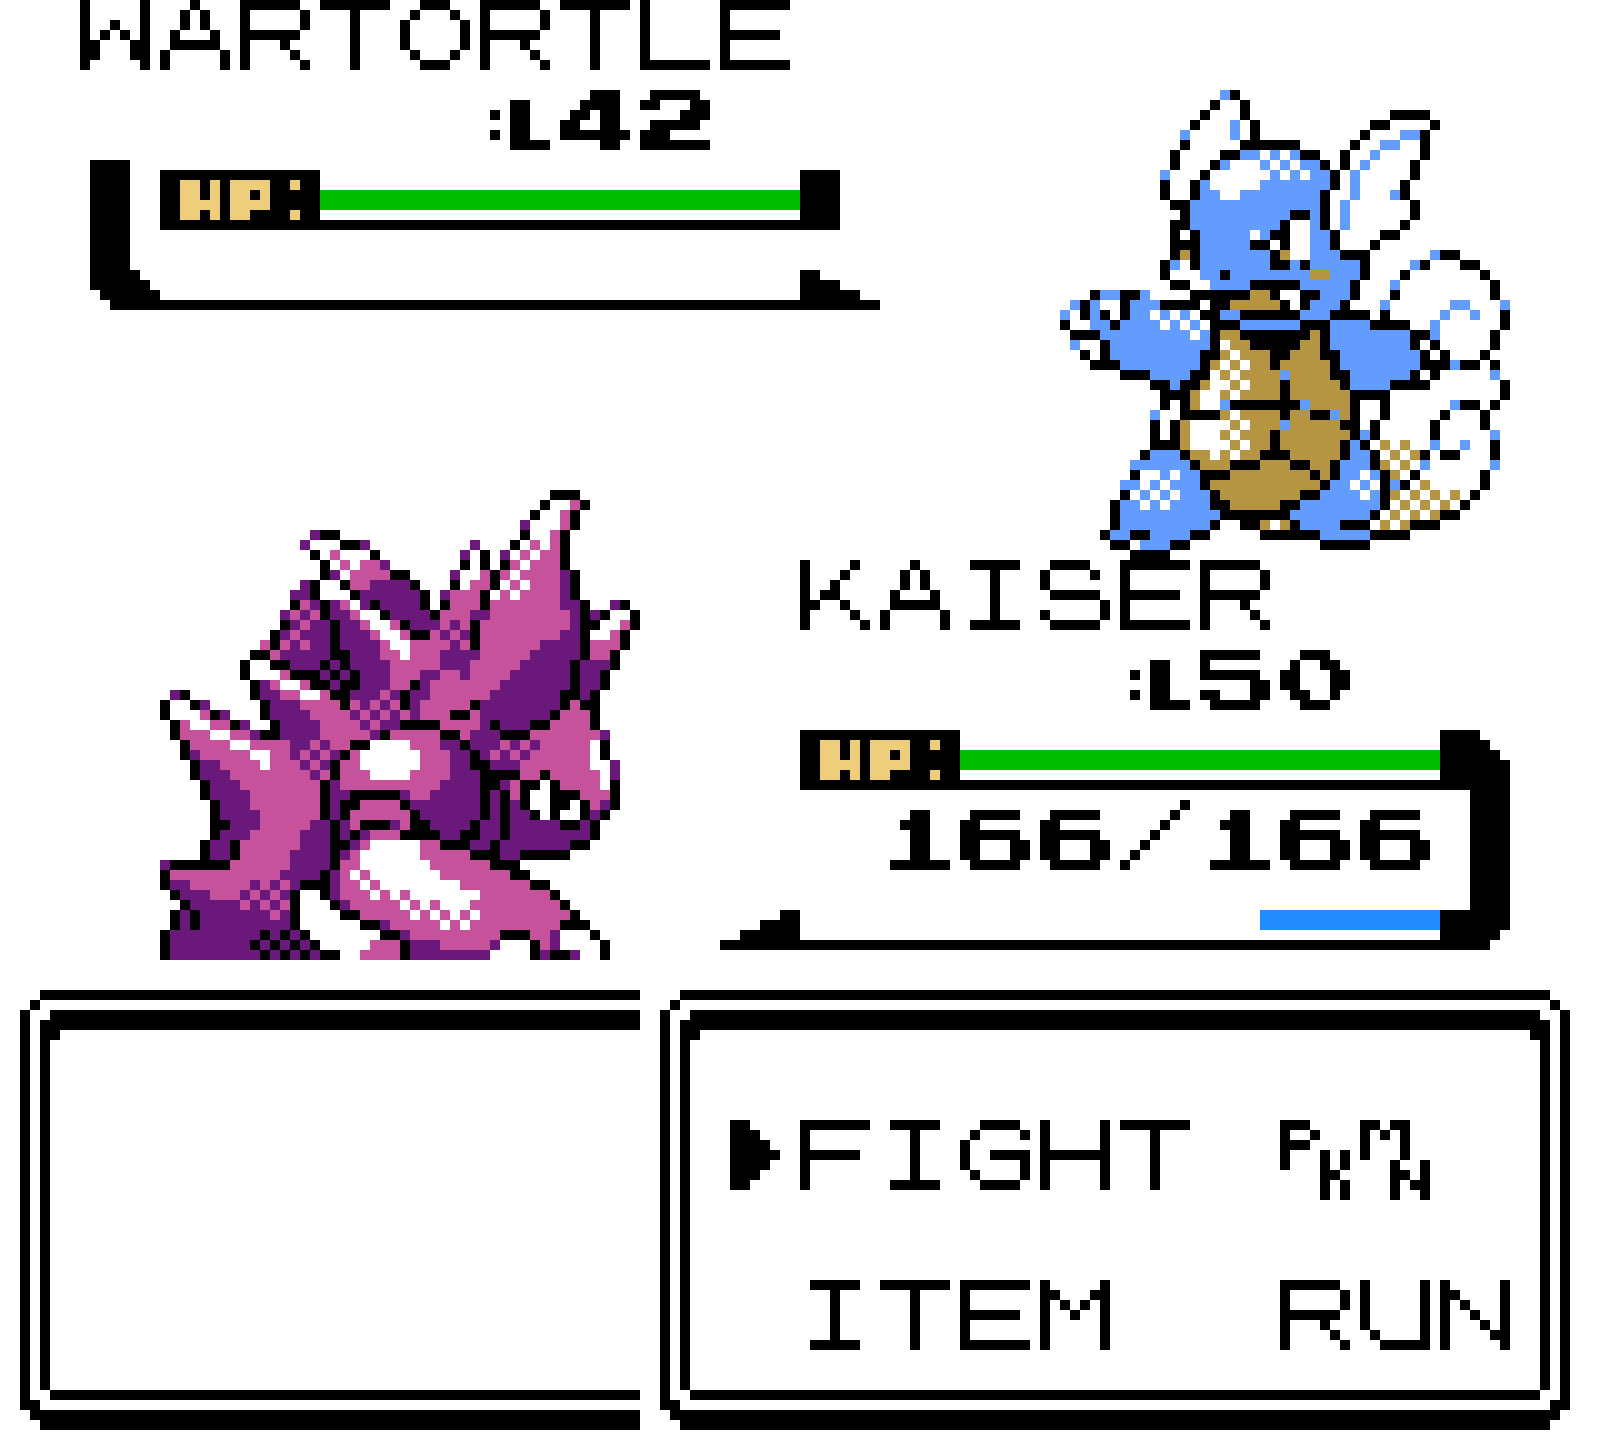 WARTORTLE
:L42
HP:
KAISER
:L50
HP:
166/166
▶FIGHT PKMN
ITEM RUN